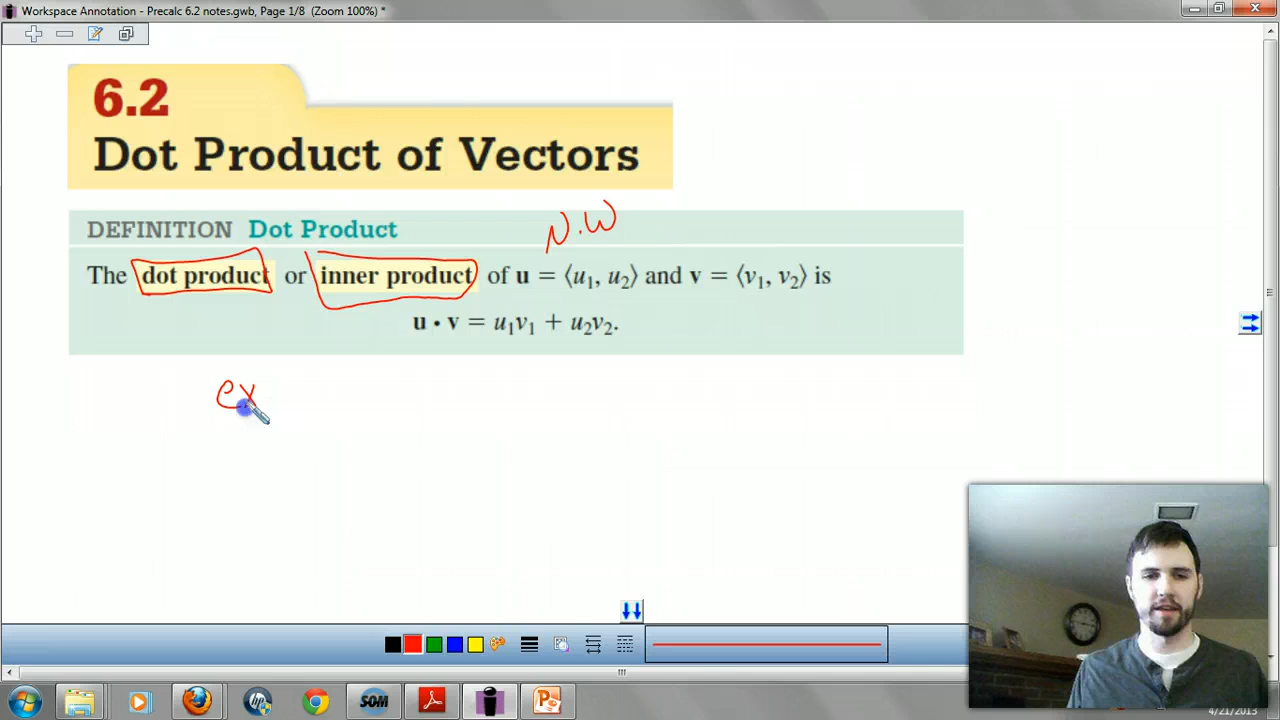 Workspace Annotation - Precalc 6.2 notes.gwb, Page 1/8 (Zoom 100%) *
6.2
Dot Product of Vectors
DEFINITION Dot Product
N.W
The dot product or inner product of u = ⟨u₁, u₂⟩ and v = ⟨v₁, v₂⟩ is
u • v = u₁v₁ + u₂v₂.
ex
SOM
4/21/2013